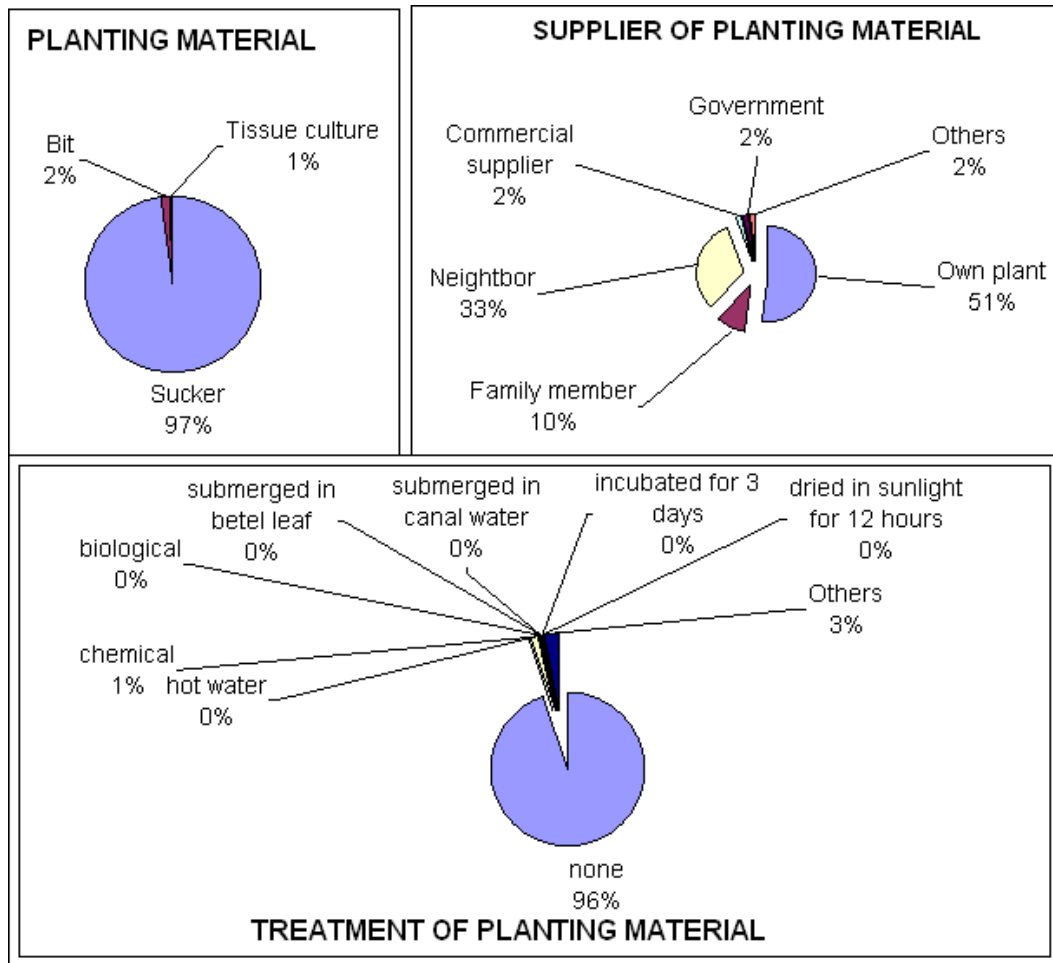 PLANTING MATERIAL
Bit
2%
Tissue culture
1%
Sucker
97%
SUPPLIER OF PLANTING MATERIAL
Government
2%
Commercial
supplier
2%
Others
2%
Neightbor
33%
Own plant
51%
Family member
10%
submerged in
betel leaf
0%
submerged in
canal water
0%
incubated for 3
days
0%
dried in sunlight
for 12 hours
0%
biological
0%
Others
3%
chemical
1%
hot water
0%
none
96%
TREATMENT OF PLANTING MATERIAL